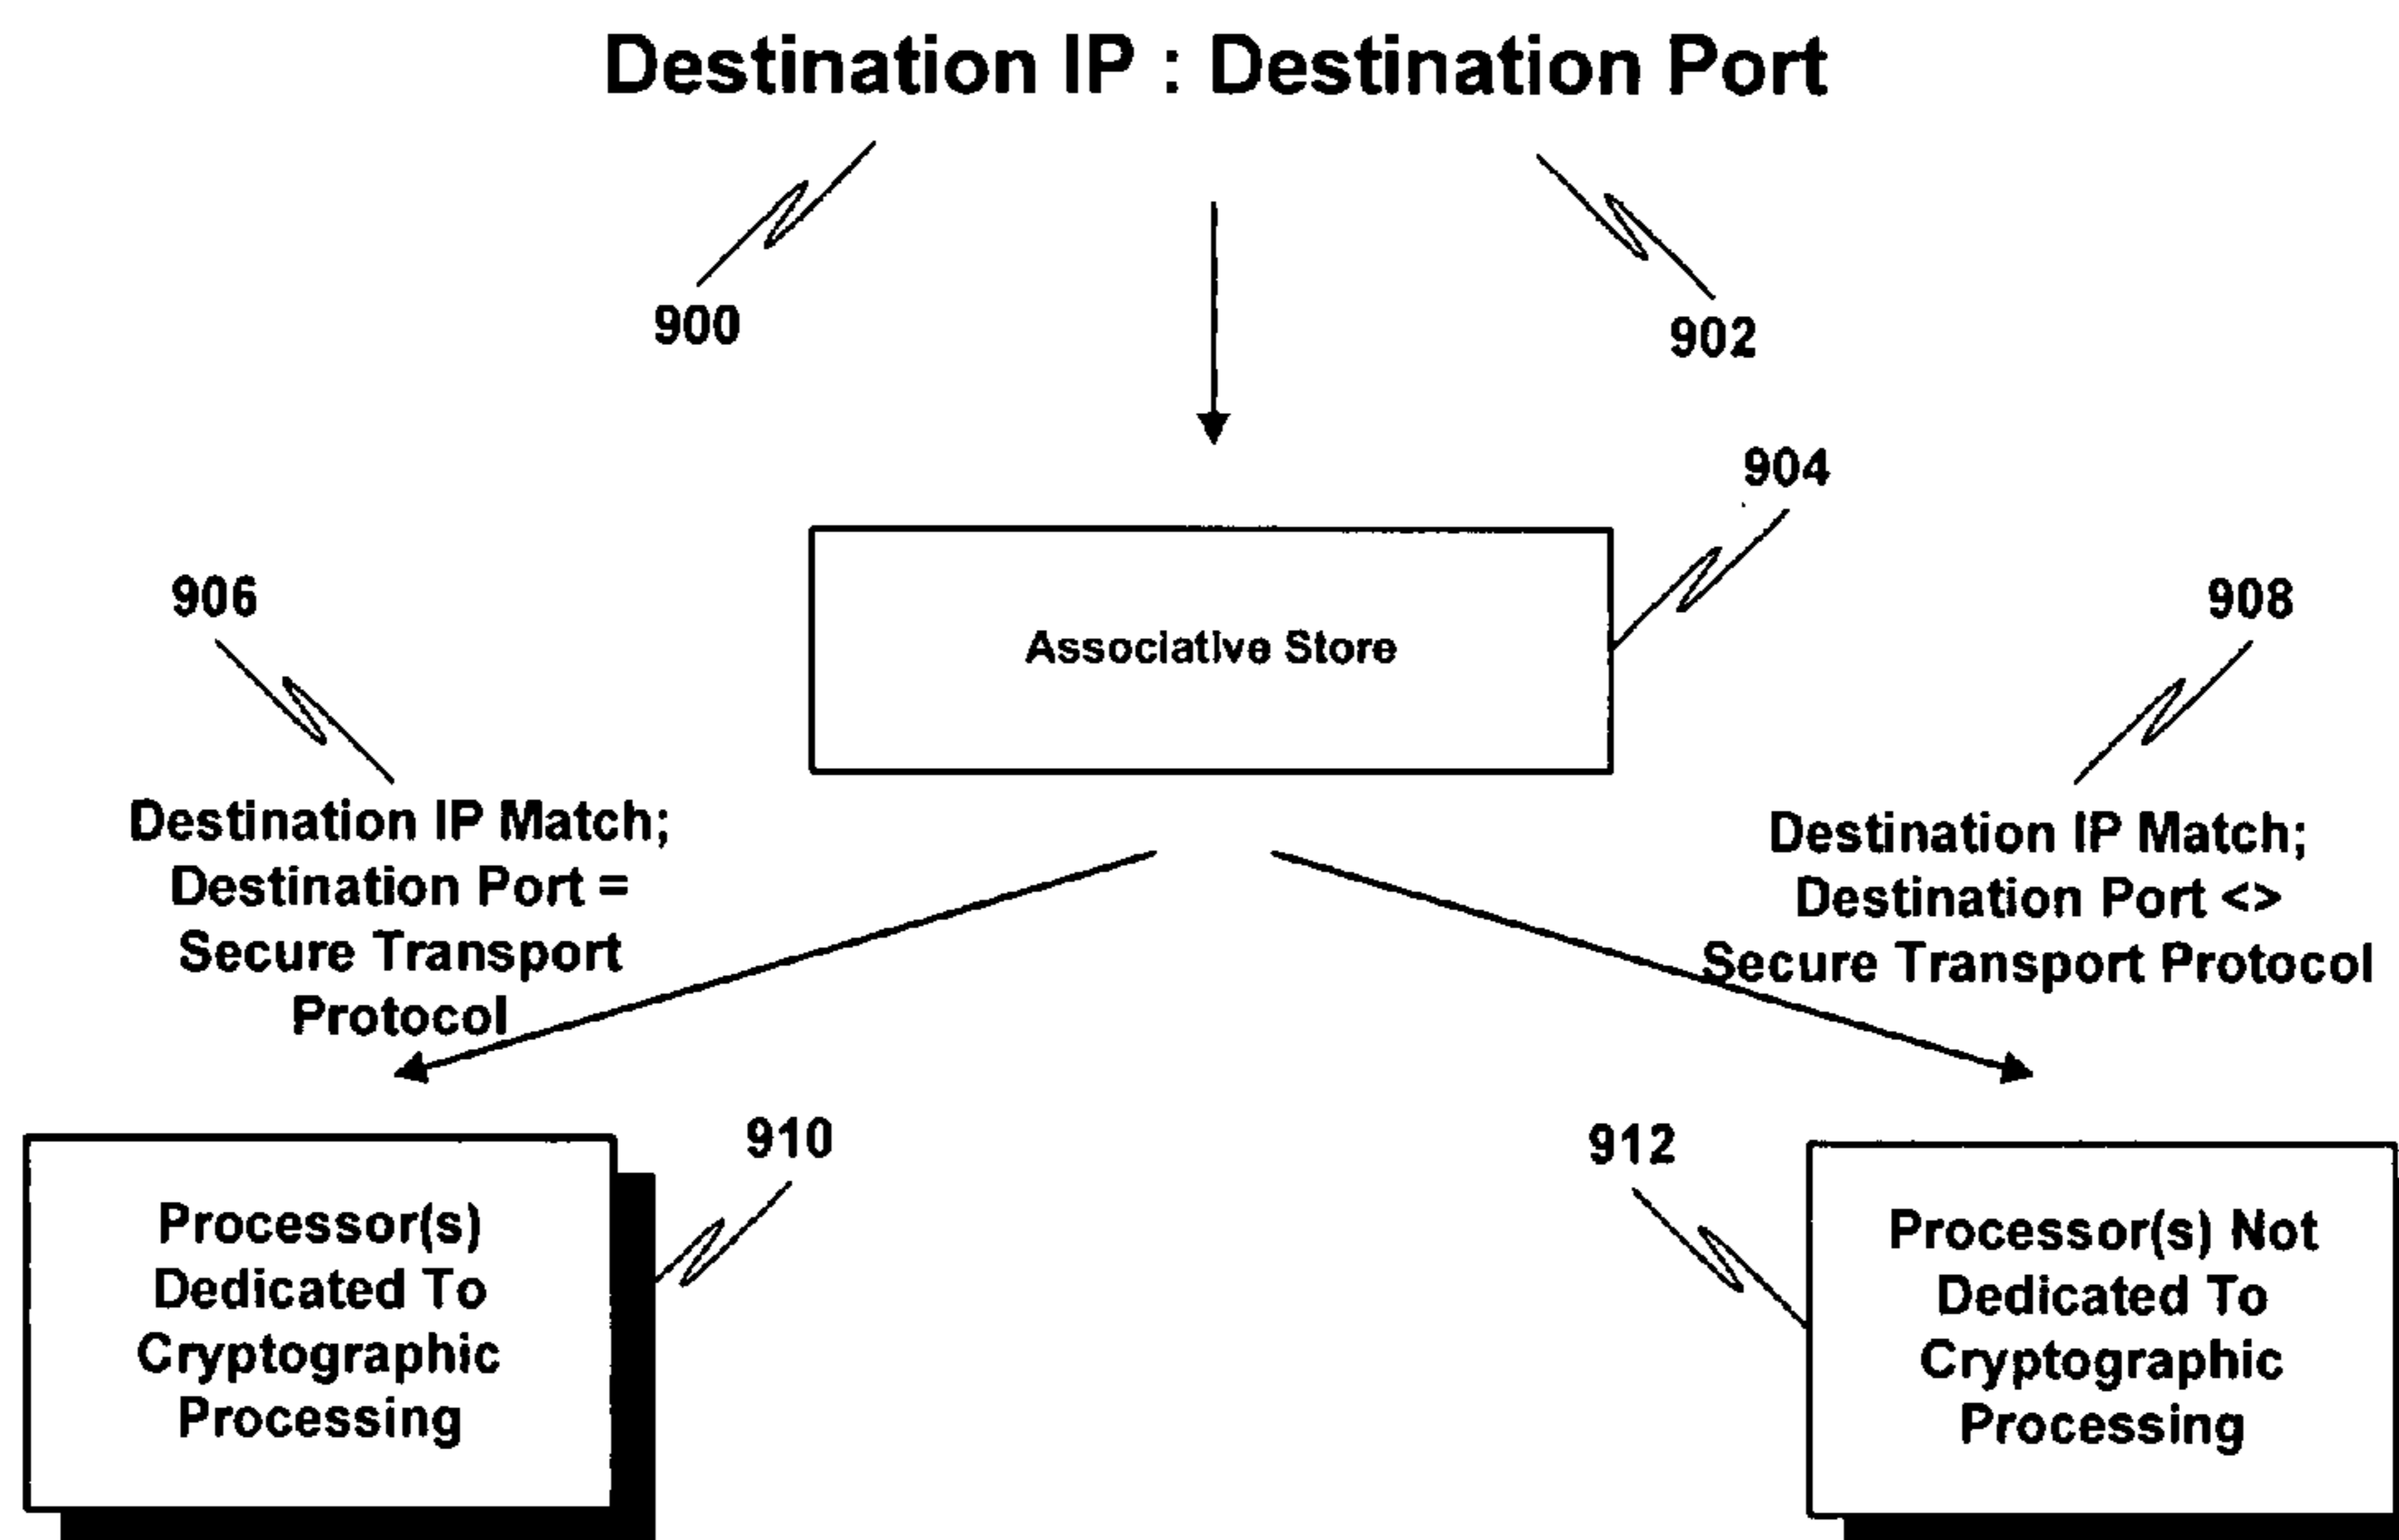 Destination IP : Destination Port
900
902
904
Associative Store
906
908
Destination IP Match;
Destination Port =
Secure Transport
Protocol
Destination IP Match;
Destination Port <>
Secure Transport Protocol
910
912
Processor(s)
Dedicated To
Cryptographic
Processing
Processor(s) Not
Dedicated To
Cryptographic
Processing